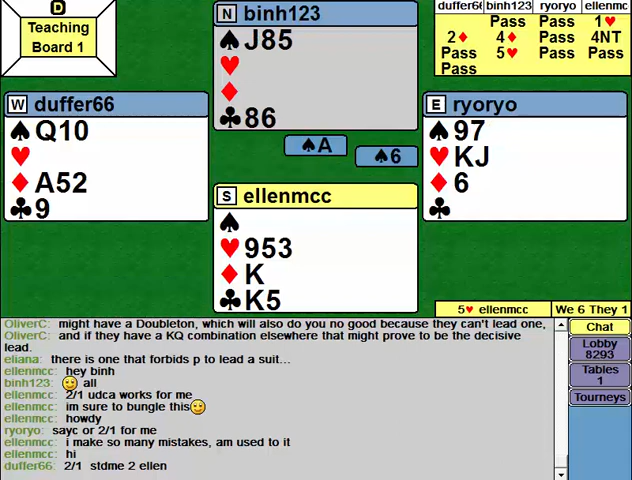 D
Teaching
Board 1
N binh123
♠J85
♥
♦
♣86
duffer66 binh123 ryoryo ellenmcc
Pass Pass 1♥
2♦ 4♦ Pass 4NT
Pass 5♥ Pass Pass
Pass
W duffer66
♠Q10
♥
♦A52
♣9
♠A
♠6
E ryoryo
♠97
♥KJ
♦6
♣
S ellenmcc
♠
♥953
♦K
♣K5
5♥ ellenmcc
We 6 They 1
OliverC: might have a Doubleton, which will also do you no good because they can't lead one,
OliverC: and if they have a KQ combination elsewhere that might prove to be the decisive
lead.
eliana: there is one that forbids p to lead a suit...
ellenmcc: hey binh
binh123: all
ellenmcc: 2/1 udca works for me
ellenmcc: im sure to bungle this
ellenmcc: howdy
ryoryo: sayc or 2/1 for me
ellenmcc: i make so many mistakes, am used to it
ellenmcc: hi
duffer66: 2/1 stdme 2 ellen
Chat
Lobby
8293
Tables
1
Tourneys